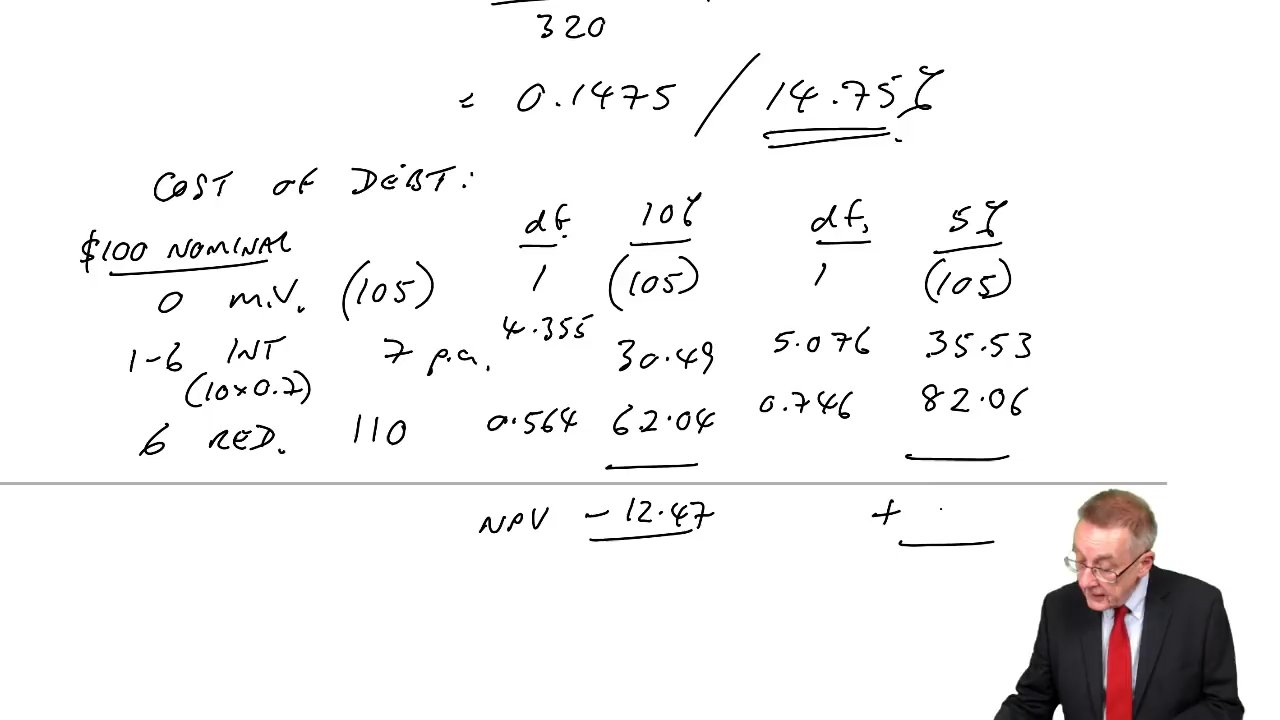 320
= 0.1475 / 14.75%
COST OF DEBT:
$100 NOMINAL df. 10% df, 5%
0 M.V. (105) 1 (105) 1 (105)
1-6 INT 7 p.a. 4.355 30.49 5.076 35.53
(10×0.7)
6 RED. 110 0.564 62.04 0.746 82.06
NPV - 12.47 +